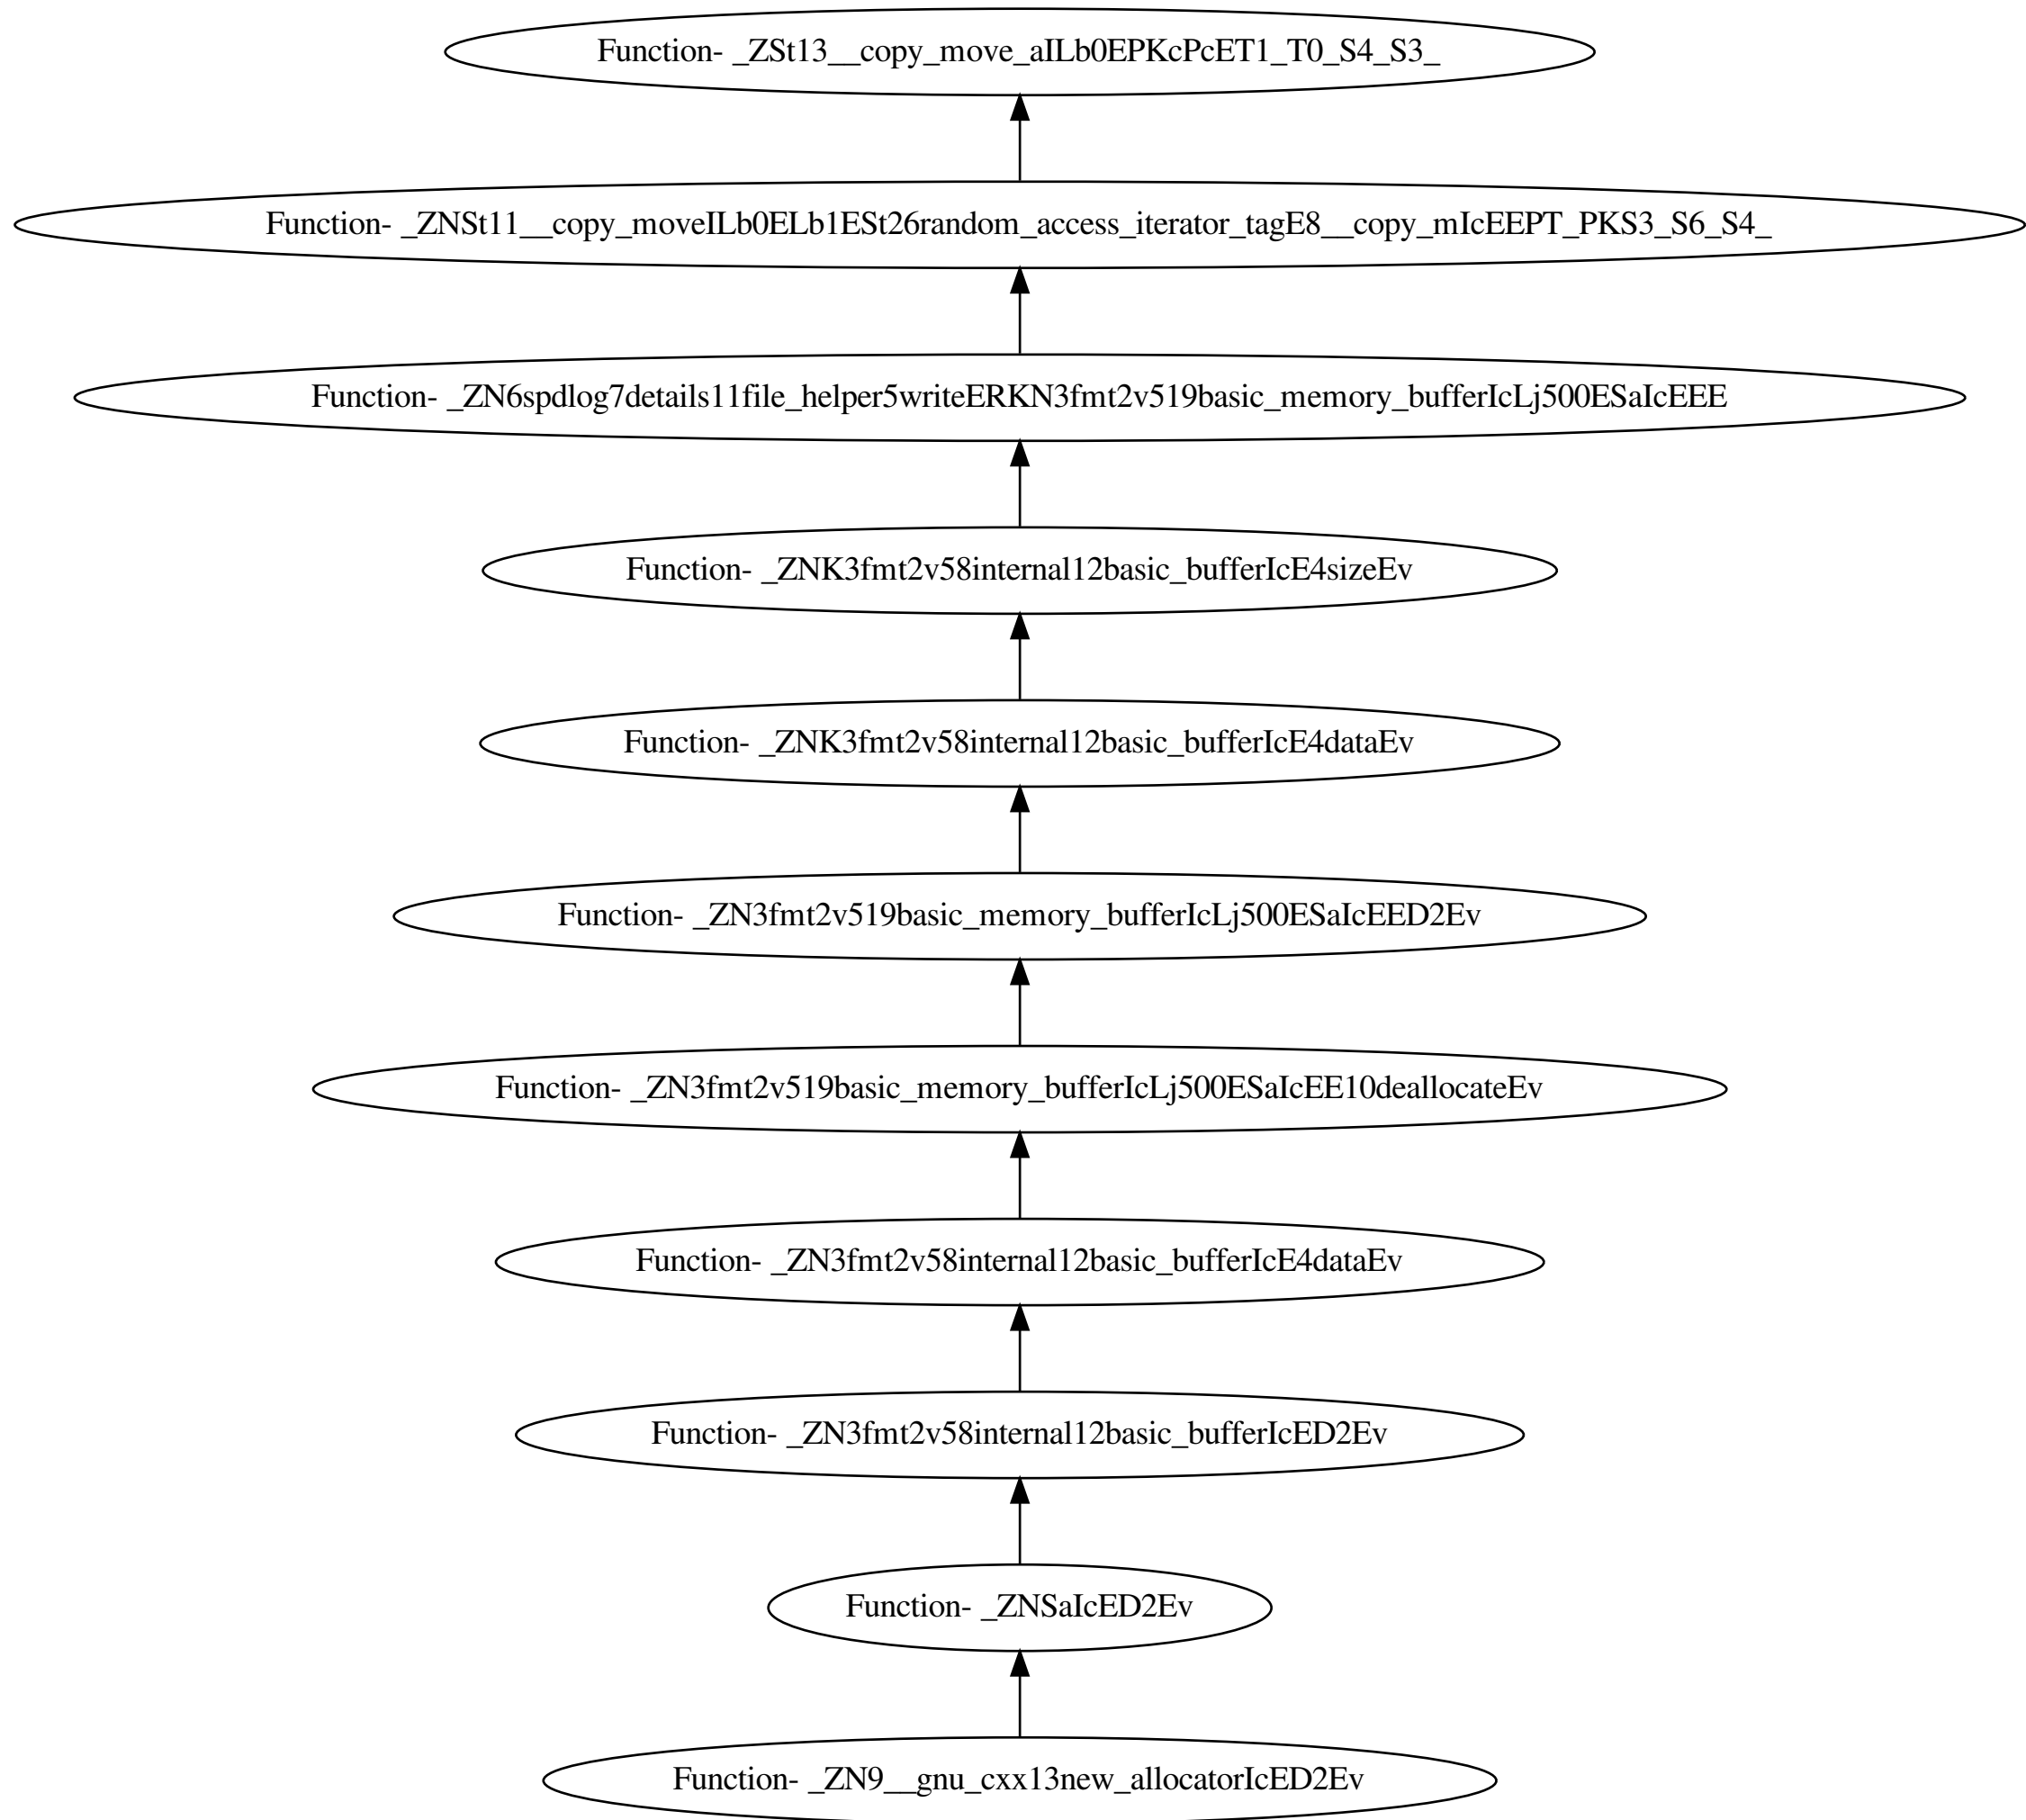 Function- _ZSt13__copy_move_aILb0EPKcPcET1_T0_S4_S3_
Function- _ZNSt11__copy_moveILb0ELb1ESt26random_access_iterator_tagE8__copy_mIcEEPT_PKS3_S6_S4_
Function- _ZN6spdlog7details11file_helper5writeERKN3fmt2v519basic_memory_bufferIcLj500ESaIcEEE
Function- _ZNK3fmt2v58internal12basic_bufferIcE4sizeEv
Function- _ZNK3fmt2v58internal12basic_bufferIcE4dataEv
Function- _ZN3fmt2v519basic_memory_bufferIcLj500ESaIcEED2Ev
Function- _ZN3fmt2v519basic_memory_bufferIcLj500ESaIcEE10deallocateEv
Function- _ZN3fmt2v58internal12basic_bufferIcE4dataEv
Function- _ZN3fmt2v58internal12basic_bufferIcED2Ev
Function- _ZNSaIcED2Ev
Function- _ZN9__gnu_cxx13new_allocatorIcED2Ev